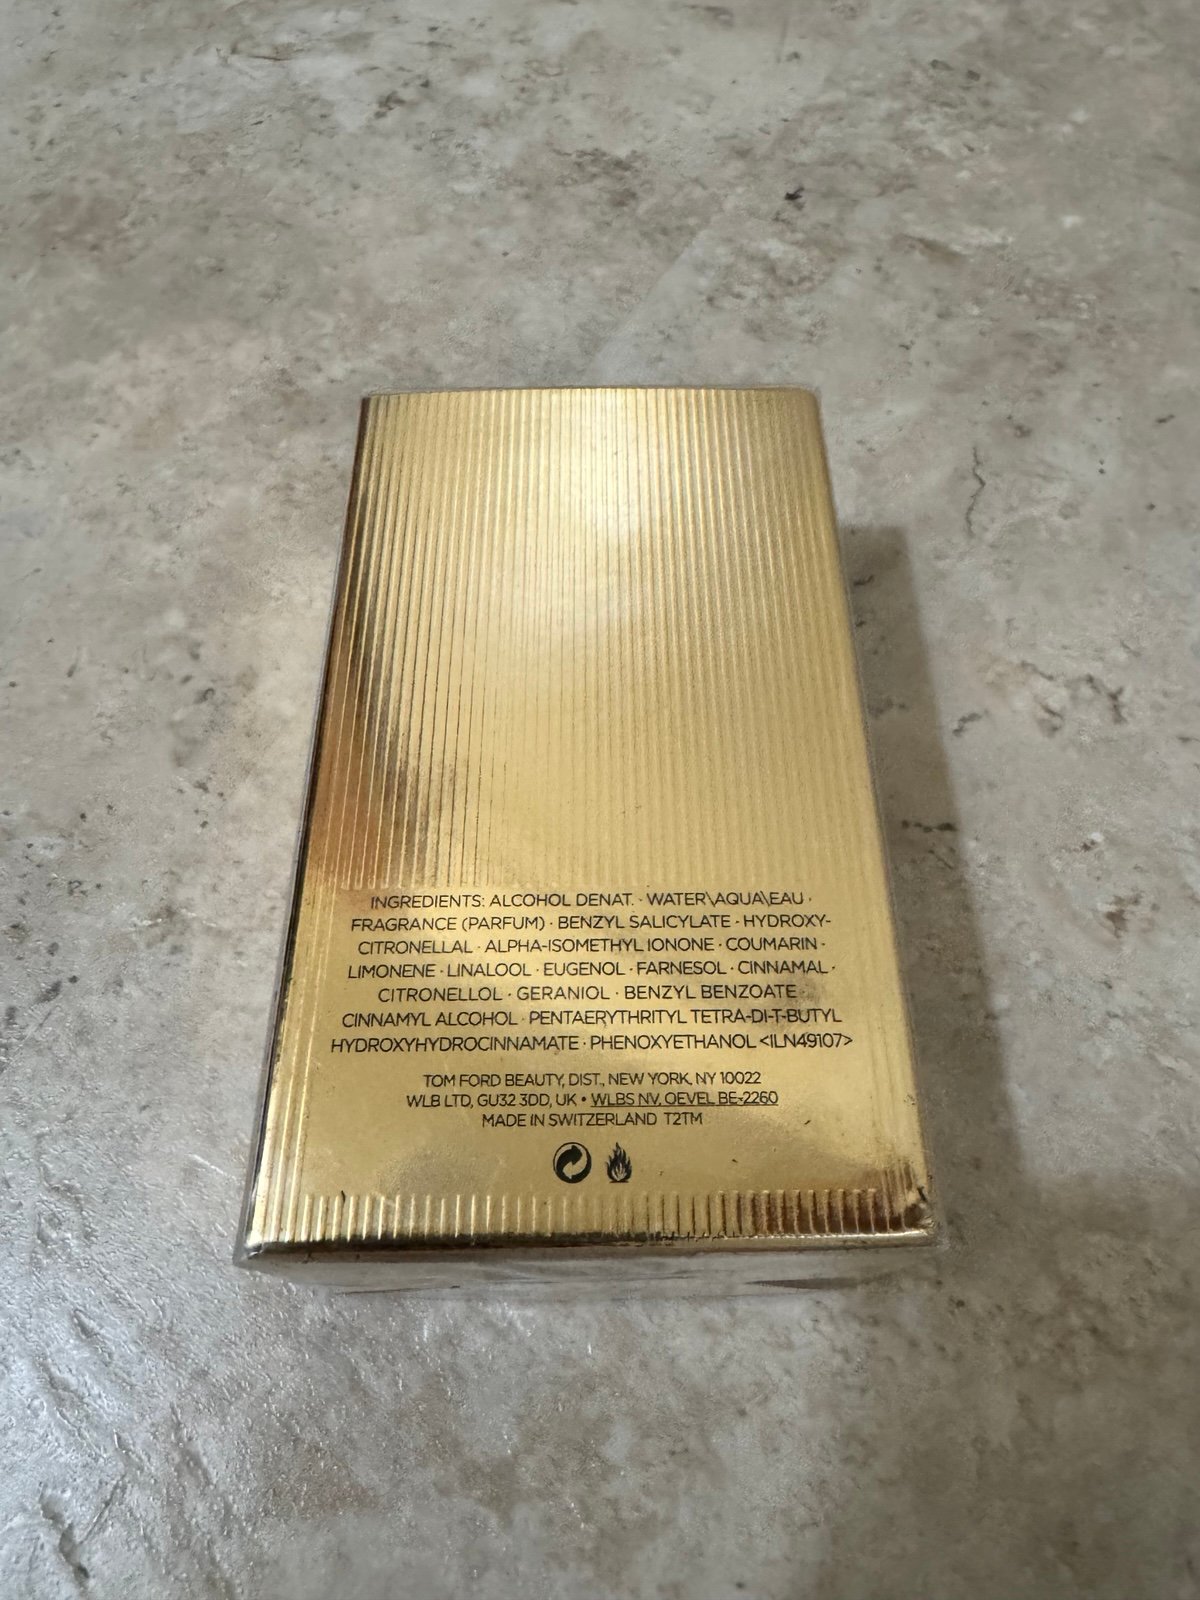 INGREDIENTS: ALCOHOL DENAT. · WATER\AQUA\EAU ·
FRAGRANCE (PARFUM) · BENZYL SALICYLATE · HYDROXY-
CITRONELLAL · ALPHA-ISOMETHYL IONONE · COUMARIN ·
LIMONENE · LINALOOL · EUGENOL · FARNESOL · CINNAMAL ·
CITRONELLOL · GERANIOL · BENZYL BENZOATE ·
CINNAMYL ALCOHOL · PENTAERYTHRITYL TETRA-DI-T-BUTYL
HYDROXYHYDROCINNAMATE · PHENOXYETHANOL <ILN49107>
TOM FORD BEAUTY, DIST., NEW YORK, NY 10022
WLB LTD, GU32 3DD, UK • WLBS NV, OEVEL BE-2260
MADE IN SWITZERLAND T2TM